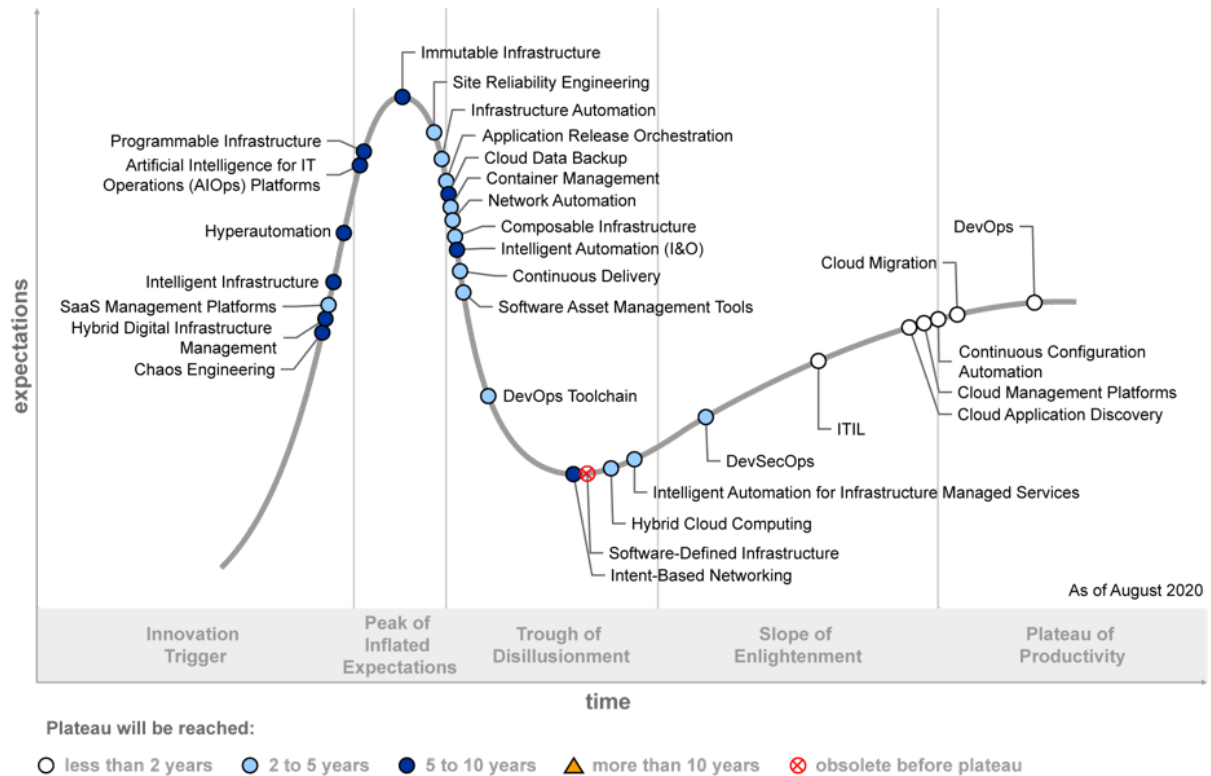 Immutable Infrastructure
Site Reliability Engineering
Infrastructure Automation
Application Release Orchestration
Cloud Data Backup
Container Management
Network Automation
Composable Infrastructure
Intelligent Automation (I&O)
Continuous Delivery
Software Asset Management Tools
Programmable Infrastructure
Artificial Intelligence for IT
Operations (AIOps) Platforms
Hyperautomation
Intelligent Infrastructure
SaaS Management Platforms
Hybrid Digital Infrastructure
Management
Chaos Engineering
DevOps Toolchain
DevOps
Cloud Migration
Continuous Configuration
Automation
Cloud Management Platforms
Cloud Application Discovery
ITIL
DevSecOps
Intelligent Automation for Infrastructure Managed Services
Hybrid Cloud Computing
Software-Defined Infrastructure
Intent-Based Networking
As of August 2020
expectations
Innovation
Trigger
Peak of
Inflated
Expectations
Trough of
Disillusionment
Slope of
Enlightenment
Plateau of
Productivity
time
Plateau will be reached:
less than 2 years
2 to 5 years
5 to 10 years
more than 10 years
obsolete before plateau